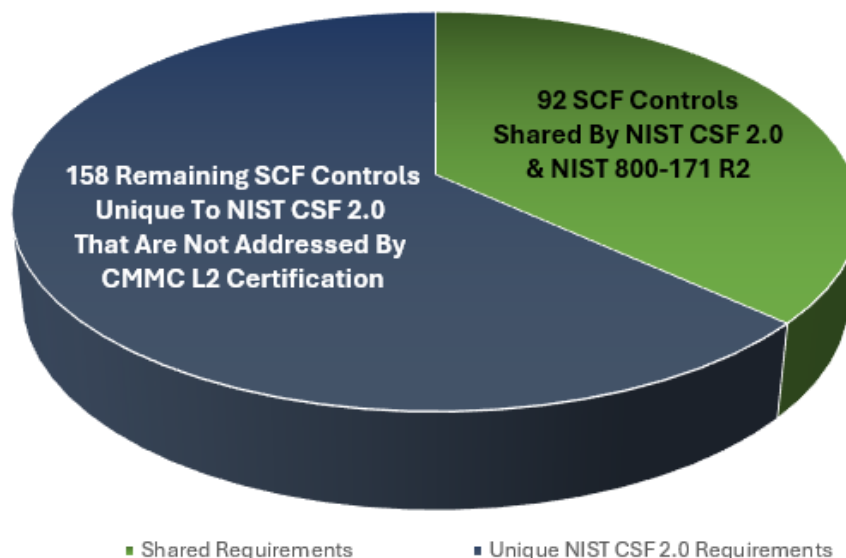 92 SCF Controls
Shared By NIST CSF 2.0
& NIST 800-171 R2
158 Remaining SCF Controls
Unique To NIST CSF 2.0
That Are Not Addressed By
CMMC L2 Certification
Shared Requirements
Unique NIST CSF 2.0 Requirements